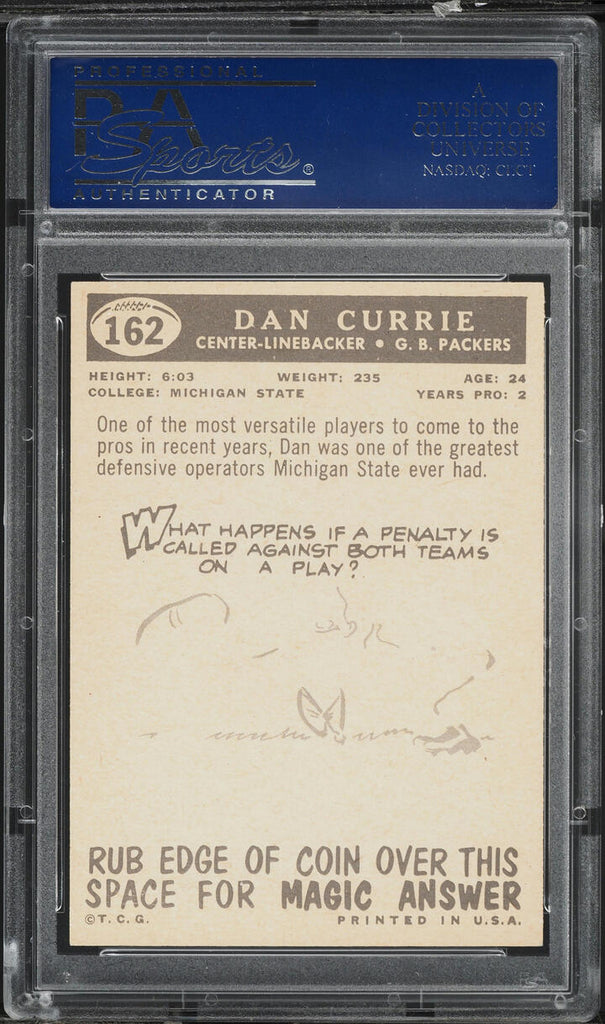 PROFESSIONAL
PSA
Sports®
AUTHENTICATOR
A
DIVISION OF
COLLECTORS
UNIVERSE
NASDAQ: CLCT
162
DAN CURRIE
CENTER-LINEBACKER • G. B. PACKERS
HEIGHT: 6:03 WEIGHT: 235 AGE: 24
COLLEGE: MICHIGAN STATE YEARS PRO: 2
One of the most versatile players to come to the
pros in recent years, Dan was one of the greatest
defensive operators Michigan State ever had.
WHAT HAPPENS IF A PENALTY IS
CALLED AGAINST BOTH TEAMS
ON A PLAY?
RUB EDGE OF COIN OVER THIS
SPACE FOR MAGIC ANSWER
©T. C. G. PRINTED IN U.S.A.